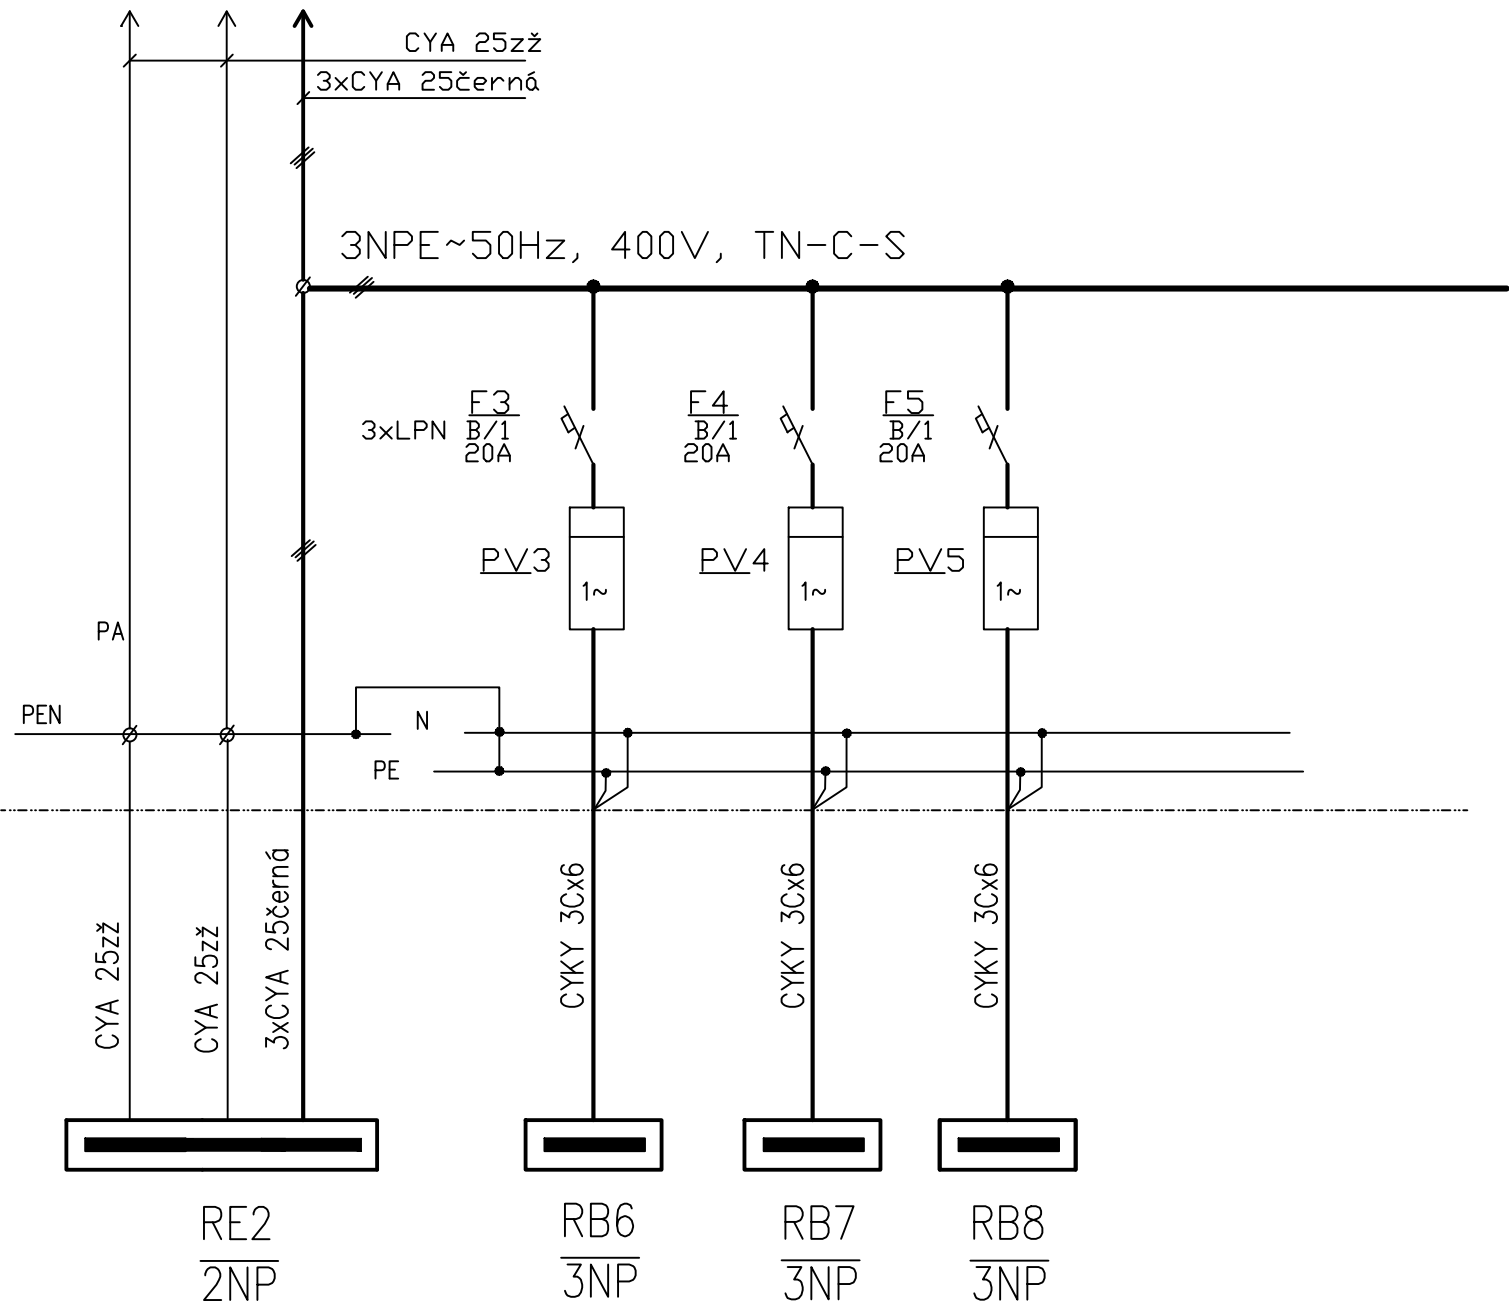 CYA 25zž
3xCYA 25černá
3NPE~50Hz, 400V, TN-C-S
3xLPN
F3
B/1
20A
F4
B/1
20A
F5
B/1
20A
PV3
1~
PV4
1~
PV5
1~
PA
PEN
N
PE
CYA 25zž
CYA 25zž
3xCYA 25černá
CYKY 3Cx6
CYKY 3Cx6
CYKY 3Cx6
RE2
2NP
RB6
3NP
RB7
3NP
RB8
3NP